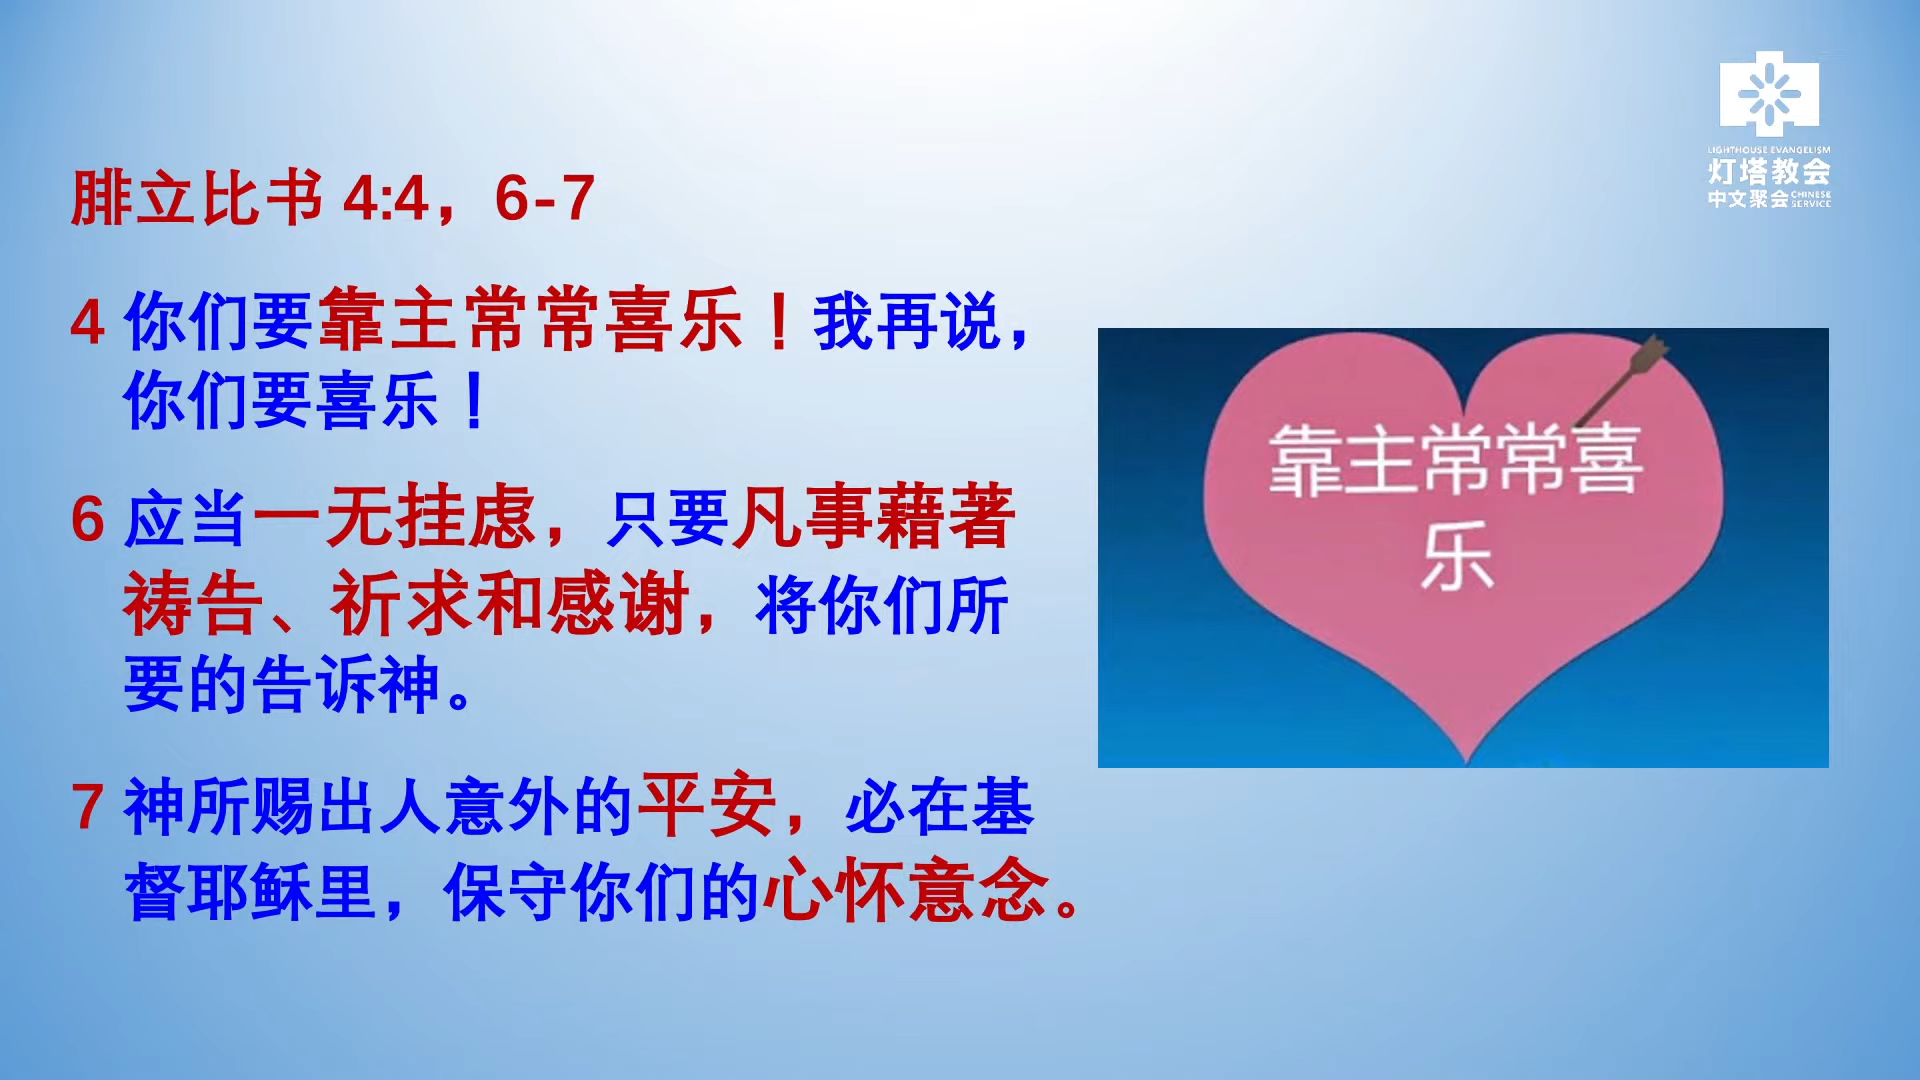 LIGHTHOUSE EVANGELISM
灯塔教会
中文聚会 CHINESE SERVICE
腓立比书 4:4，6-7
4 你们要靠主常常喜乐！我再说，
你们要喜乐！
6 应当一无挂虑，只要凡事藉著
祷告、祈求和感谢，将你们所
要的告诉神。
7 神所赐出人意外的平安，必在基
督耶稣里，保守你们的心怀意念。
靠主常常喜
乐